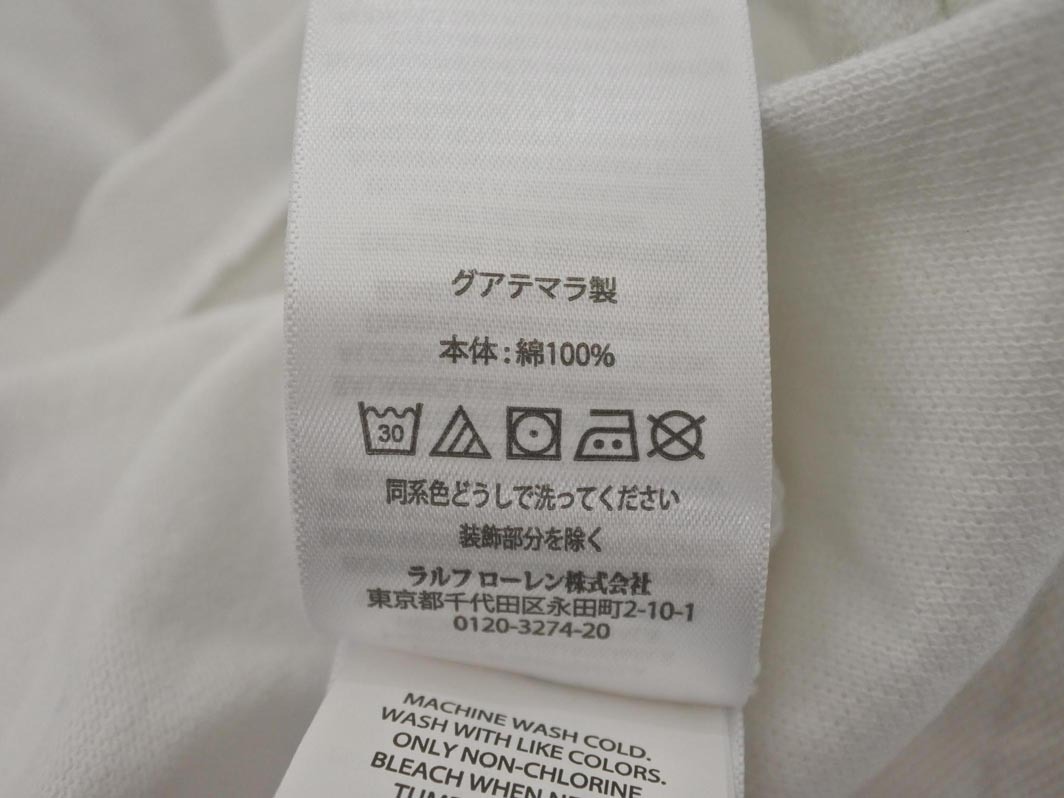 グアテマラ製
本体:綿100%
30
同系色どうしで洗ってください
装飾部分を除く
ラルフ ローレン株式会社
東京都千代田区永田町2-10-1
0120-3274-20
MACHINE WASH COLD.
WASH WITH LIKE COLORS.
ONLY NON-CHLORINE
BLEACH WHEN